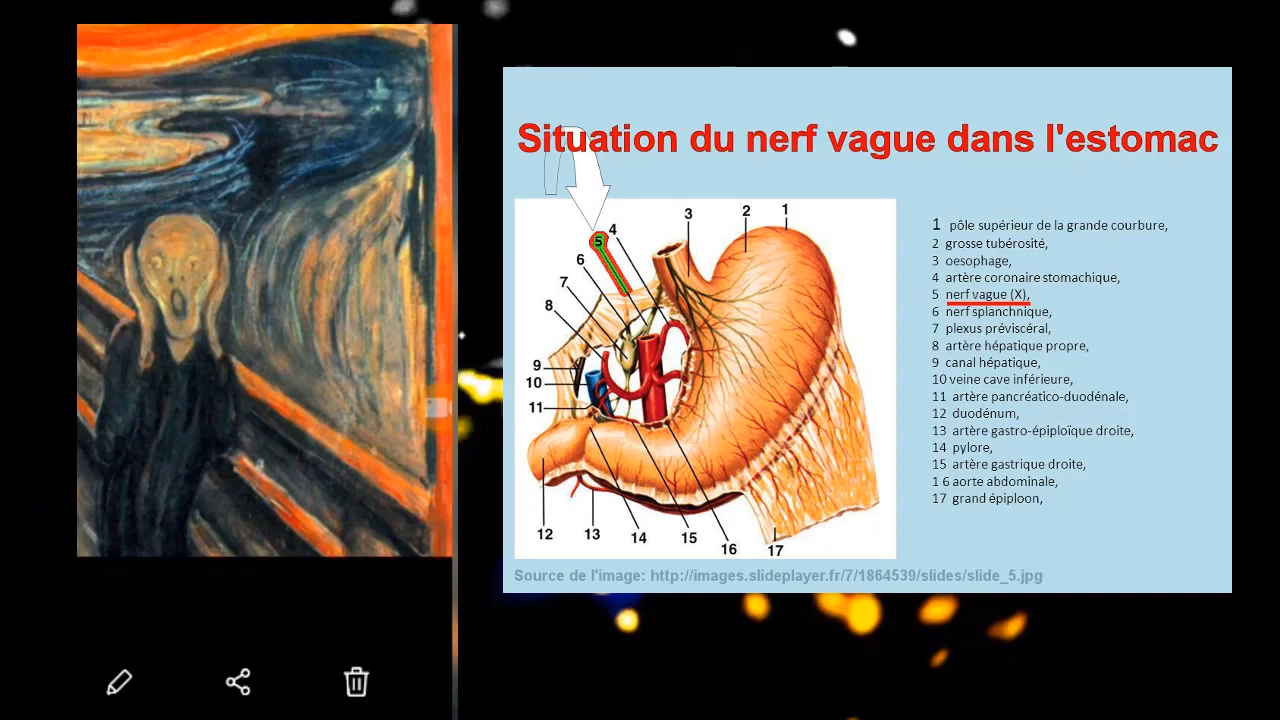 Situation du nerf vague dans l'estomac
1 pôle supérieur de la grande courbure,
2 grosse tubérosité,
3 oesophage,
4 artère coronaire stomachique,
5 nerf vague (X),
6 nerf splanchnique,
7 plexus préviscéral,
8 artère hépatique propre,
9 canal hépatique,
10 veine cave inférieure,
11 artère pancréatico-duodénale,
12 duodénum,
13 artère gastro-épiploïque droite,
14 pylore,
15 artère gastrique droite,
1 6 aorte abdominale,
17 grand épiploon,
4 3 2 1
5
6
7
8
9
10
11
12 13 14 15 16 17
Source de l'image: http://images.slideplayer.fr/7/1864539/slides/slide_5.jpg